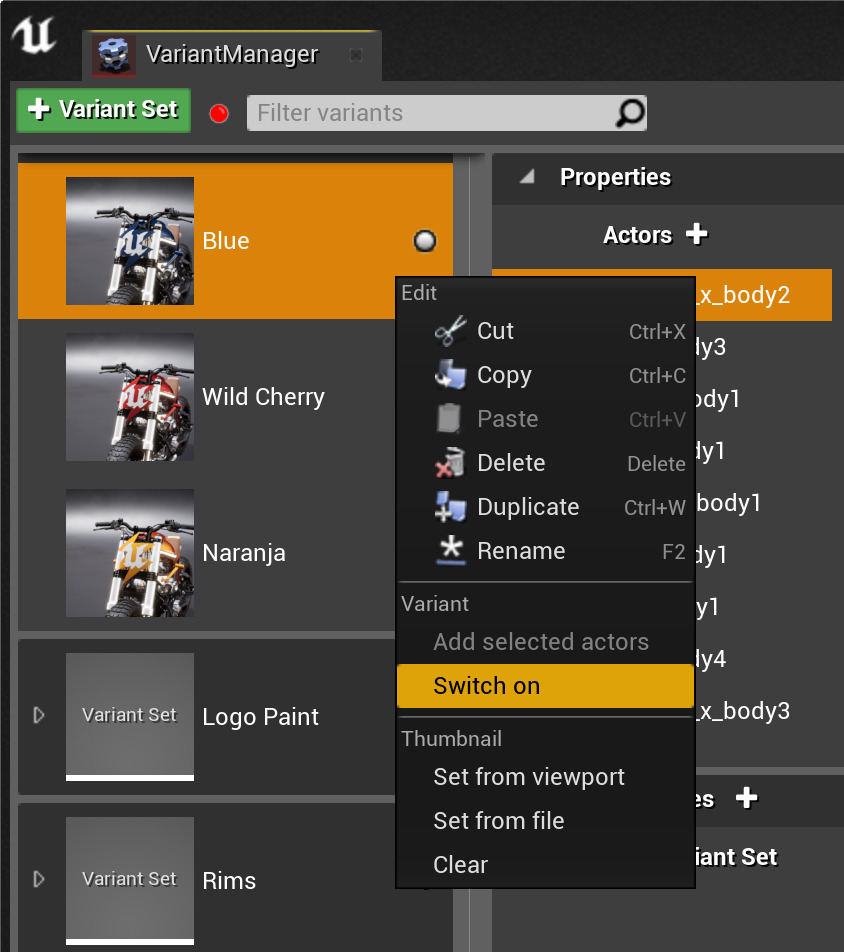 VariantManager
Variant Set
Filter variants
Blue
Wild Cherry
Naranja
Variant Set
Logo Paint
Variant Set
Rims
Properties
Actors
_x_body2
dy3
ody1
dy1
body1
dy1
y1
dy4
_x_body3
es
iant Set
Edit
Cut Ctrl+X
Copy Ctrl+C
Paste Ctrl+V
Delete Delete
Duplicate Ctrl+W
Rename F2
Variant
Add selected actors
Switch on
Thumbnail
Set from viewport
Set from file
Clear